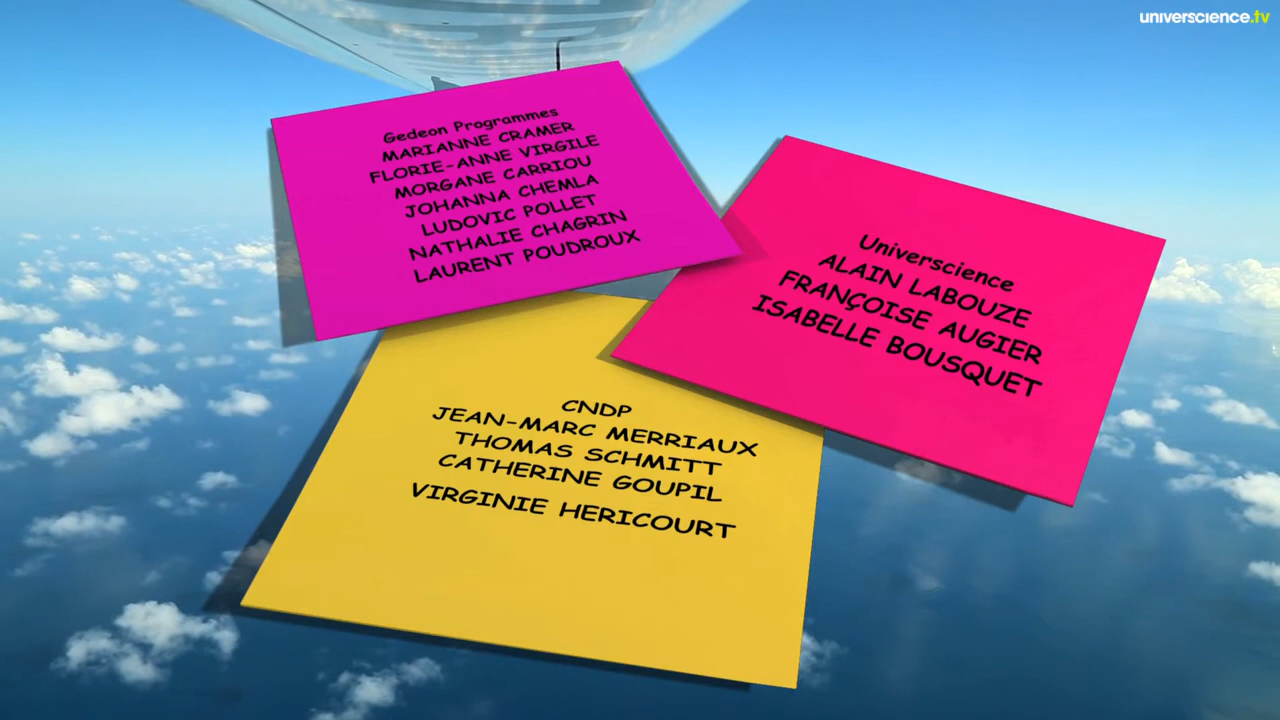 universcience.tv
Gedeon Programmes
MARIANNE CRAMER
FLORIE-ANNE VIRGILE
MORGANE CARRIOU
JOHANNA CHEMLA
LUDOVIC POLLET
NATHALIE CHAGRIN
LAURENT POUDROUX
Universcience
ALAIN LABOUZE
FRANÇOISE AUGIER
ISABELLE BOUSQUET
CNDP
JEAN-MARC MERRIAUX
THOMAS SCHMITT
CATHERINE GOUPIL
VIRGINIE HERICOURT